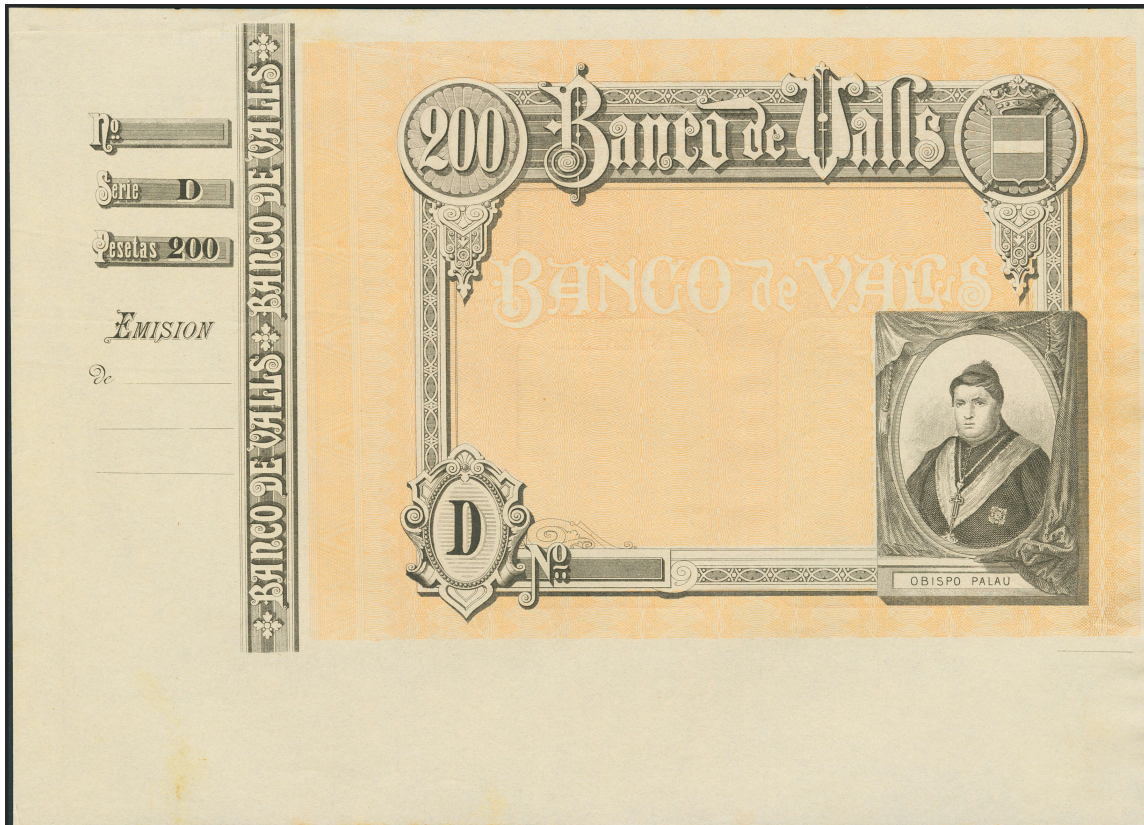 Nº
Serie D
Pesetas 200
EMISION
de
BANCO DE VALLS BANCO DE VALLS
200 Banco de Valls
BANCO de VALLS
D Nº
OBISPO PALAU